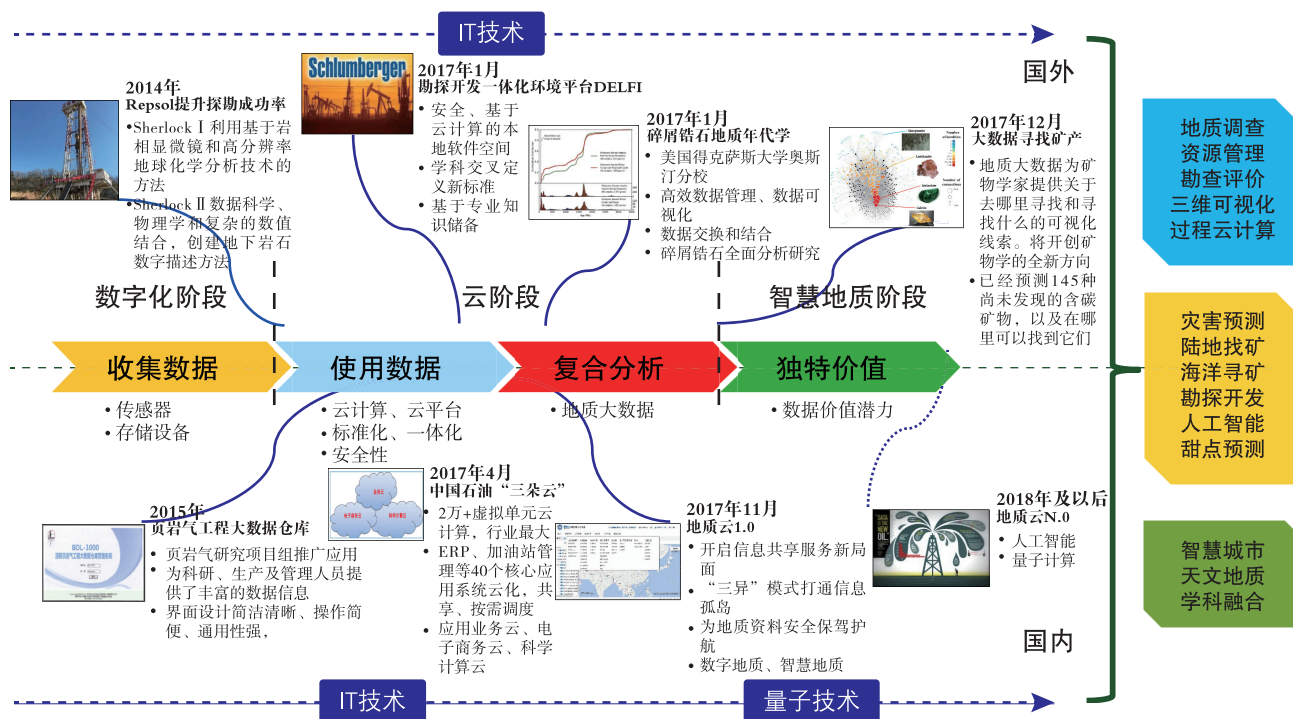 IT技术
国外
2014年
Repsol提升探勘成功率
•Sherlock Ⅰ 利用基于岩
相显微镜和高分辨率
地球化学分析技术的
方法
•Sherlock Ⅱ 数据科学、
物理学和复杂的数值
结合，创建地下岩石
数字描述方法
Schlumberger
2017年1月
勘探开发一体化环境平台DELFI
• 安全、基于
云计算的本
地软件空间
• 学科交叉定
义新标准
• 基于专业知
识储备
2017年1月
碎屑锆石地质年代学
• 美国得克萨斯大学奥斯
汀分校
• 高效数据管理、数据可
视化
• 数据交换和结合
• 碎屑锆石全面分析研究
2017年12月
大数据寻找矿产
•地质大数据为矿
物学家提供关于
去哪里寻找和寻
找什么的可视化
线索。将开创矿
物学的全新方向
•已经预测145种
尚未发现的含碳
矿物，以及在哪
里可以找到它们
数字化阶段
云阶段
智慧地质阶段
收集数据
使用数据
复合分析
独特价值
• 传感器
• 存储设备
• 云计算、云平台
• 标准化、一体化
• 安全性
• 地质大数据
• 数据价值潜力
2015年
页岩气工程大数据仓库
BCL-1000
• 页岩气研究项目组推广应用
• 为科研、生产及管理人员提
供了丰富的数据信息
• 界面设计简洁清晰、操作简
便、通用性强，
2017年4月
中国石油“三朵云”
• 2万+虚拟单元云
计算，行业最大
• ERP、加油站管
理等40个核心应
用系统云化，共
享、按需调度
• 应用业务云、电
子商务云、科学
计算云
2017年11月
地质云1.0
• 开启信息共享服务新局
面
• “三异”模式打通信息
孤岛
• 为地质资料安全保驾护
航
• 数字地质、智慧地质
DATA
IS THE
NEW
OIL
2018年及以后
地质云N.0
• 人工智能
• 量子计算
国内
IT技术
量子技术
地质调查
资源管理
勘查评价
三维可视化
过程云计算
灾害预测
陆地找矿
海洋寻矿
勘探开发
人工智能
甜点预测
智慧城市
天文地质
学科融合